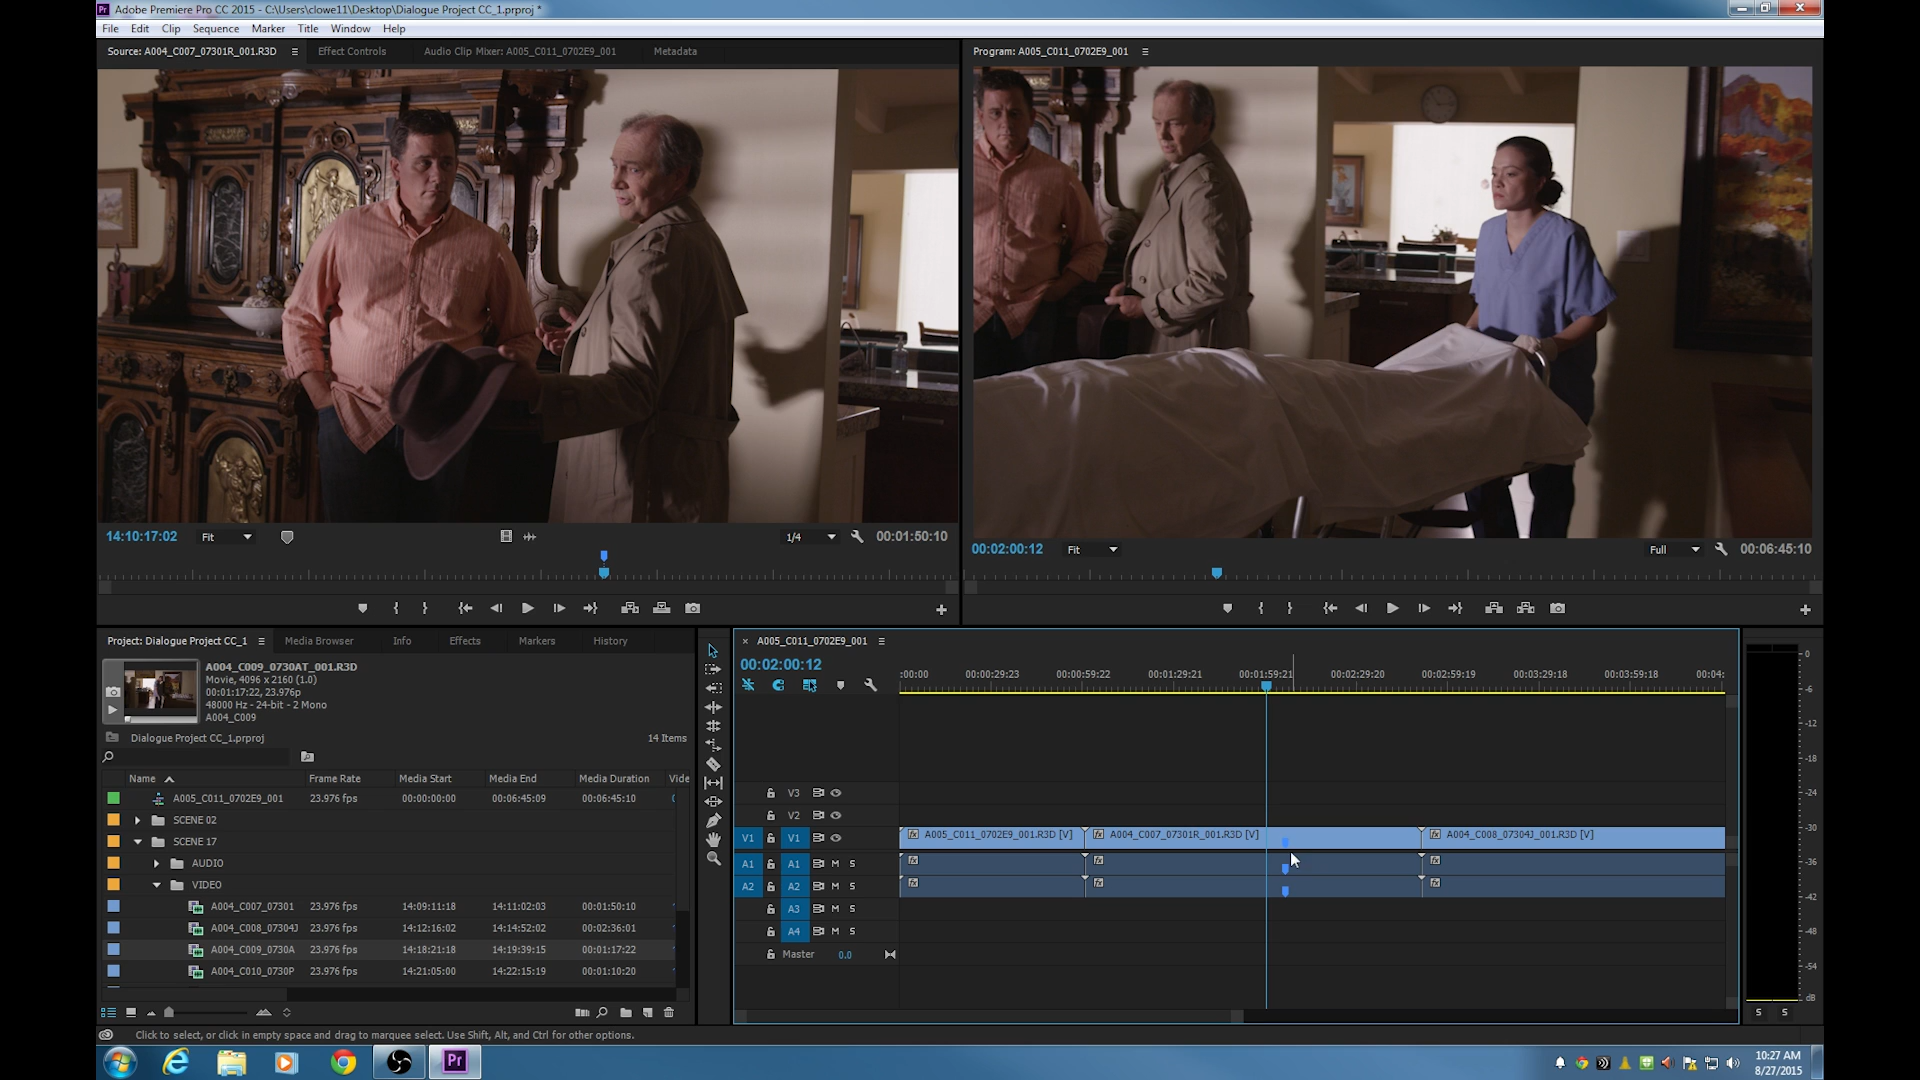 Adobe Premiere Pro CC 2015 - C:\Users\clowe11\Desktop\Dialogue Project CC_1.prproj *
File Edit Clip Sequence Marker Title Window Help
Source: A004_C007_07301R_001.R3D Effect Controls Audio Clip Mixer: A005_C011_0702E9_001 Metadata
Program: A005_C011_0702E9_001
14:10:17:02 Fit 1/4 00:01:50:10
00:02:00:12 Fit Full 00:06:45:10
Project: Dialogue Project CC_1 Media Browser Info Effects Markers History
A004_C009_0730AT_001.R3D
Movie, 4096 x 2160 (1.0)
00:01:17:22, 23.976p
48000 Hz - 24-bit - 2 Mono
A004_C009
Dialogue Project CC_1.prproj 14 Items
Name Frame Rate Media Start Media End Media Duration Vide
A005_C011_0702E9_001 23.976 fps 00:00:00:00 00:06:45:09 00:06:45:10
SCENE 02
SCENE 17
AUDIO
VIDEO
A004_C007_07301 23.976 fps 14:09:11:18 14:11:02:03 00:01:50:10
A004_C008_07304J 23.976 fps 14:12:16:02 14:14:52:02 00:02:36:01
A004_C009_0730A 23.976 fps 14:18:21:18 14:19:39:15 00:01:17:22
A004_C010_0730P 23.976 fps 14:21:05:00 14:22:15:19 00:01:10:20
A005_C011_0702E9_001
00:02:00:12
:00:00 00:00:29:23 00:00:59:22 00:01:29:21 00:01:59:21 00:02:29:20 00:02:59:19 00:03:29:18 00:03:59:18 00:04:
V3
V2
V1 V1 fx A005_C011_0702E9_001.R3D [V] fx A004_C007_07301R_001.R3D [V] fx A004_C008_07304J_001.R3D [V]
A1 A1 M S fx fx fx
A2 A2 M S fx fx fx
A3 M S
A4 M S
Master 0.0
0
-6
-12
-18
-24
-30
-36
-42
-48
-54
dB
S S
Click to select, or click in empty space and drag to marquee select. Use Shift, Alt, and Ctrl for other options.
Pr
10:27 AM
8/27/2015